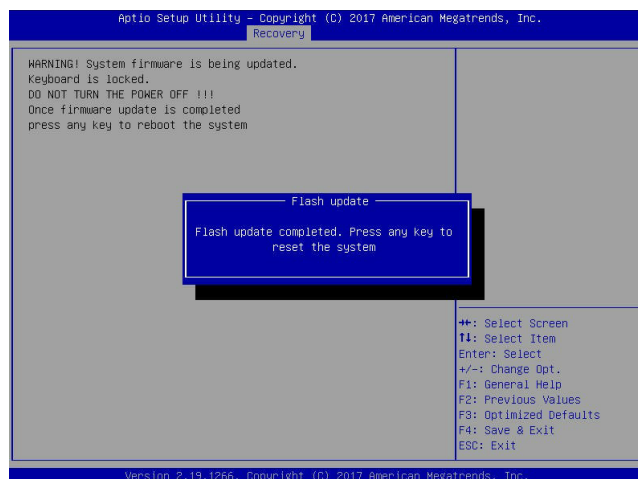 Aptio Setup Utility – Copyright (C) 2017 American Megatrends, Inc.
Recovery
WARNING! System firmware is being updated.
Keyboard is locked.
DO NOT TURN THE POWER OFF !!!
Once firmware update is completed
press any key to reboot the system
Flash update
Flash update completed. Press any key to
reset the system
→←: Select Screen
↑↓: Select Item
Enter: Select
+/-: Change Opt.
F1: General Help
F2: Previous Values
F3: Optimized Defaults
F4: Save & Exit
ESC: Exit
Version 2.19.1266. Copyright (C) 2017 American Megatrends, Inc.